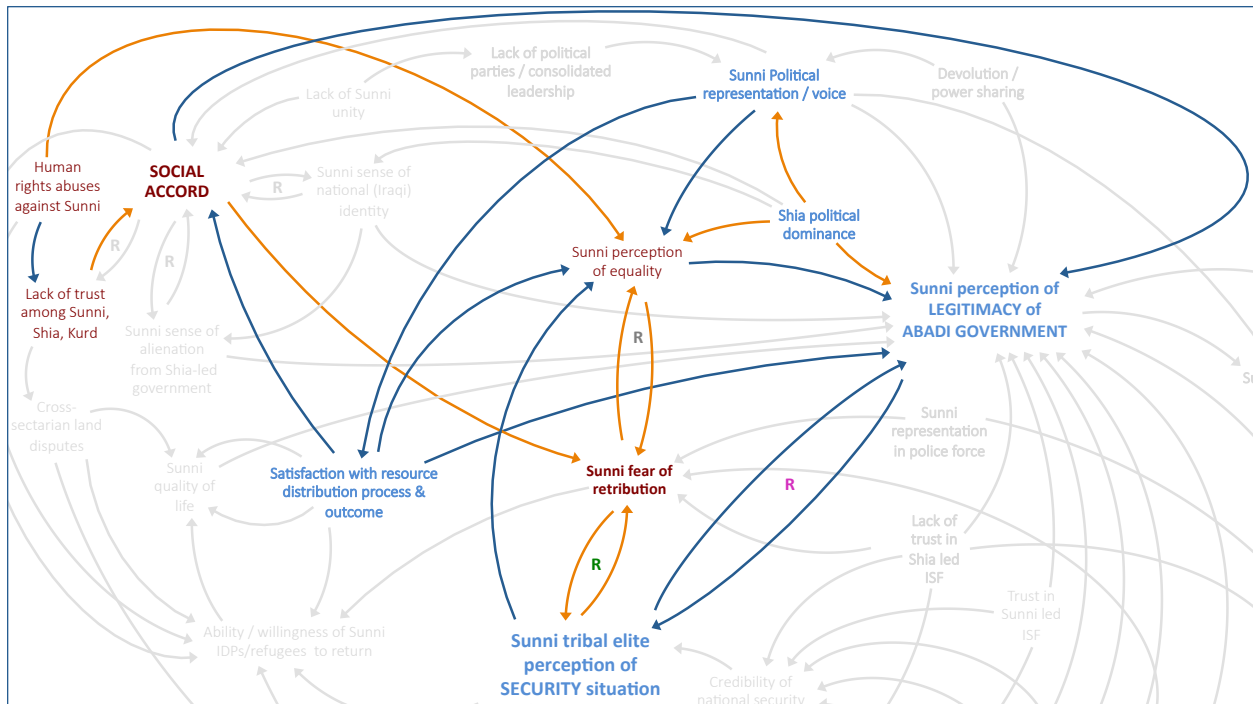 Lack of political
parties / consolidated
leadership
Sunni Political
representation / voice
Devolution /
power sharing
Lack of Sunni
unity
Human
rights abuses
against Sunni
SOCIAL
ACCORD
R
Sunni sense of
national (Iraqi)
identity
Shia political
dominance
R
R
Sunni perception
of equality
Sunni perception of
LEGITIMACY of
ABADI GOVERNMENT
Lack of trust
among Sunni,
Shia, Kurd
Sunni sense of
alienation
from Shia-led
government
R
Su
Cross-
sectarian land
disputes
Sunni
representation
in police force
Sunni
quality of
life
Satisfaction with resource
distribution process &
outcome
Sunni fear of
retribution
R
Lack of
trust in
Shia led
ISF
R
Trust in
Sunni led
ISF
Ability / willingness of Sunni
IDPs/refugees to return
Sunni tribal elite
perception of
SECURITY situation
Credibility of
national security